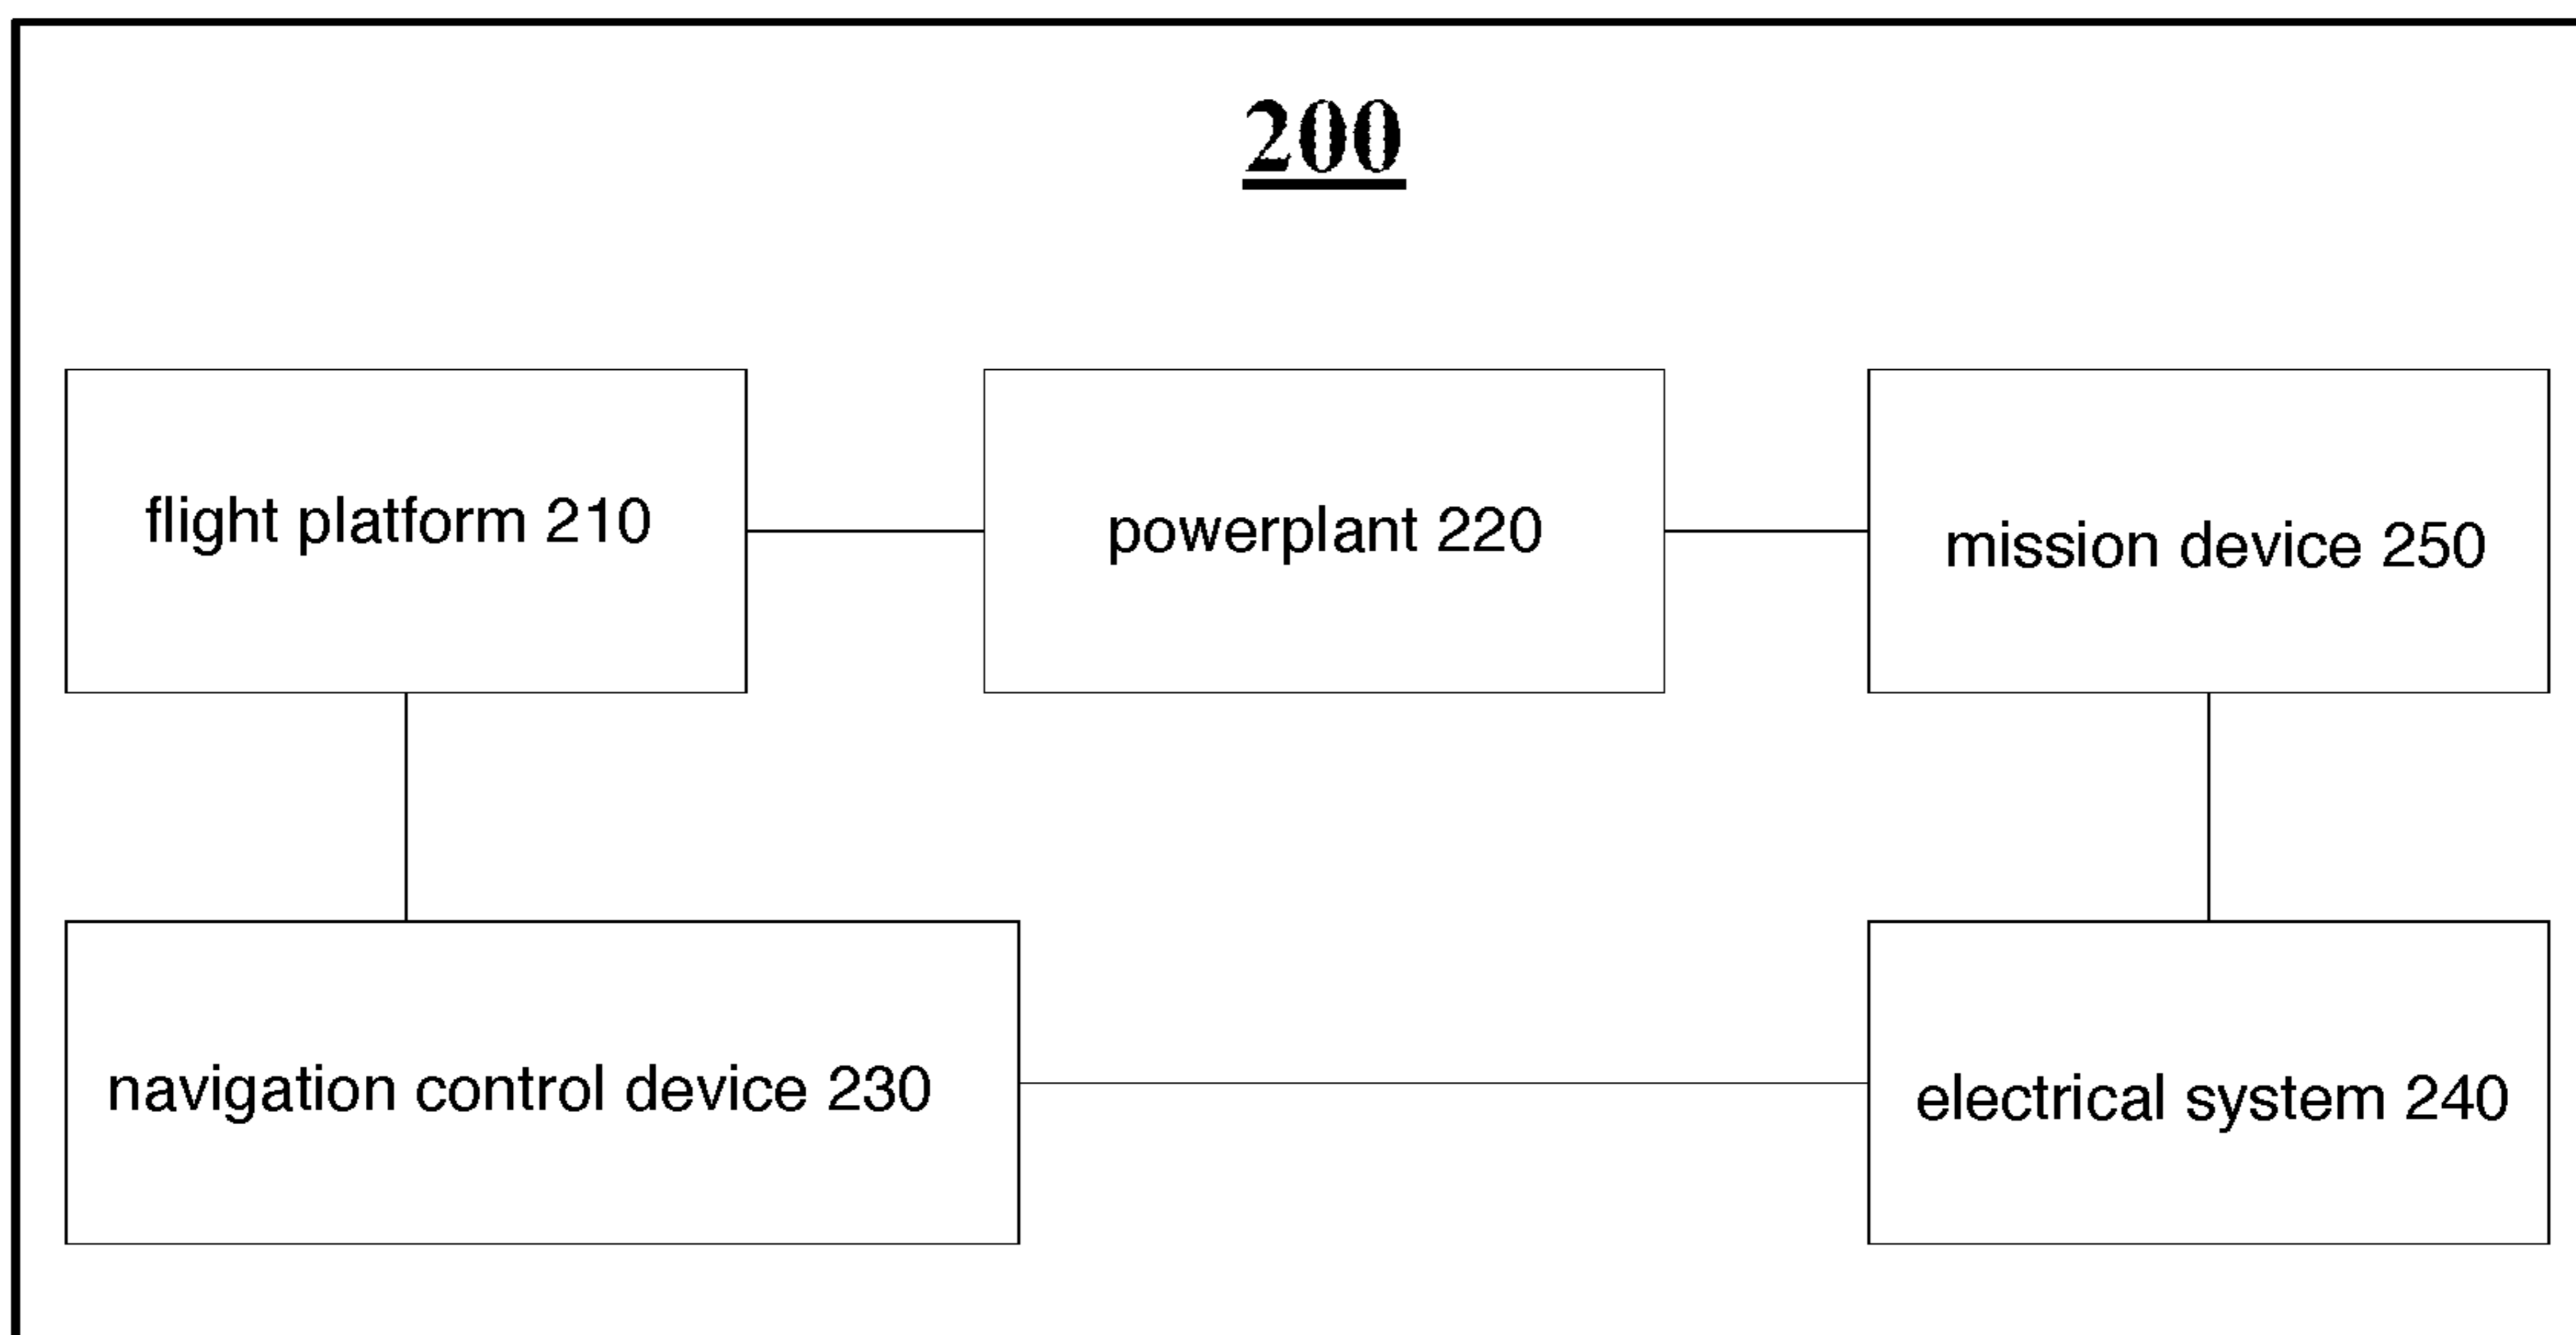 200
flight platform 210
powerplant 220
mission device 250
navigation control device 230
electrical system 240